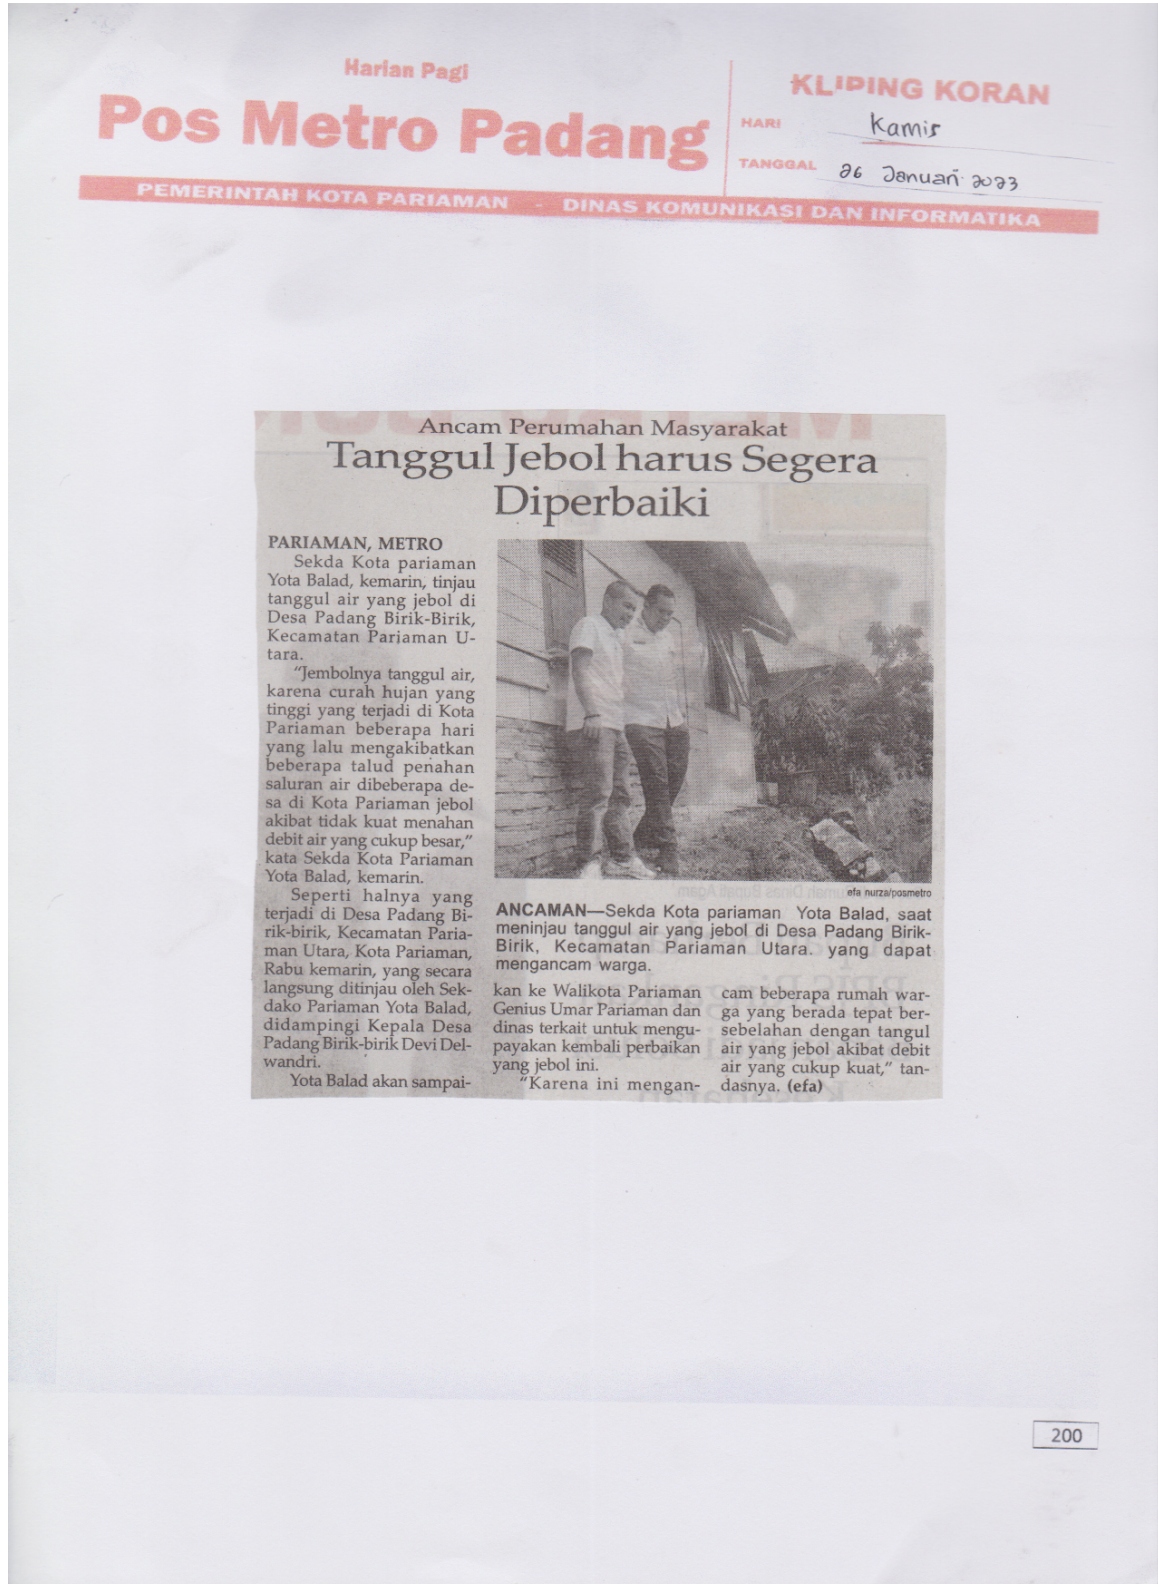 Harian Pagi
Pos Metro Padang
KLIPING KORAN
HARI Kamis
TANGGAL 26 Januari 2023
PEMERINTAH KOTA PARIAMAN - DINAS KOMUNIKASI DAN INFORMATIKA
Ancam Perumahan Masyarakat
Tanggul Jebol harus Segera
Diperbaiki
PARIAMAN, METRO
Sekda Kota pariaman
Yota Balad, kemarin, tinjau
tanggul air yang jebol di
Desa Padang Birik-Birik,
Kecamatan Pariaman U-
tara.
"Jembolnya tanggul air,
karena curah hujan yang
tinggi yang terjadi di Kota
Pariaman beberapa hari
yang lalu mengakibatkan
beberapa talud penahan
saluran air dibeberapa de-
sa di Kota Pariaman jebol
akibat tidak kuat menahan
debit air yang cukup besar,"
kata Sekda Kota Pariaman
Yota Balad, kemarin.
Seperti halnya yang
terjadi di Desa Padang Bi-
rik-birik, Kecamatan Paria-
man Utara, Kota Pariaman,
Rabu kemarin, yang secara
langsung ditinjau oleh Sek-
dako Pariaman Yota Balad,
didampingi Kepala Desa
Padang Birik-birik Devi Del-
wandri.
Yota Balad akan sampai-
efa nurza/posmetro
ANCAMAN—Sekda Kota pariaman Yota Balad, saat
meninjau tanggul air yang jebol di Desa Padang Birik-
Birik, Kecamatan Pariaman Utara. yang dapat
mengancam warga.
kan ke Walikota Pariaman
Genius Umar Pariaman dan
dinas terkait untuk mengu-
payakan kembali perbaikan
yang jebol ini.
"Karena ini mengan-
cam beberapa rumah war-
ga yang berada tepat ber-
sebelahan dengan tangul
air yang jebol akibat debit
air yang cukup kuat," tan-
dasnya. (efa)
200